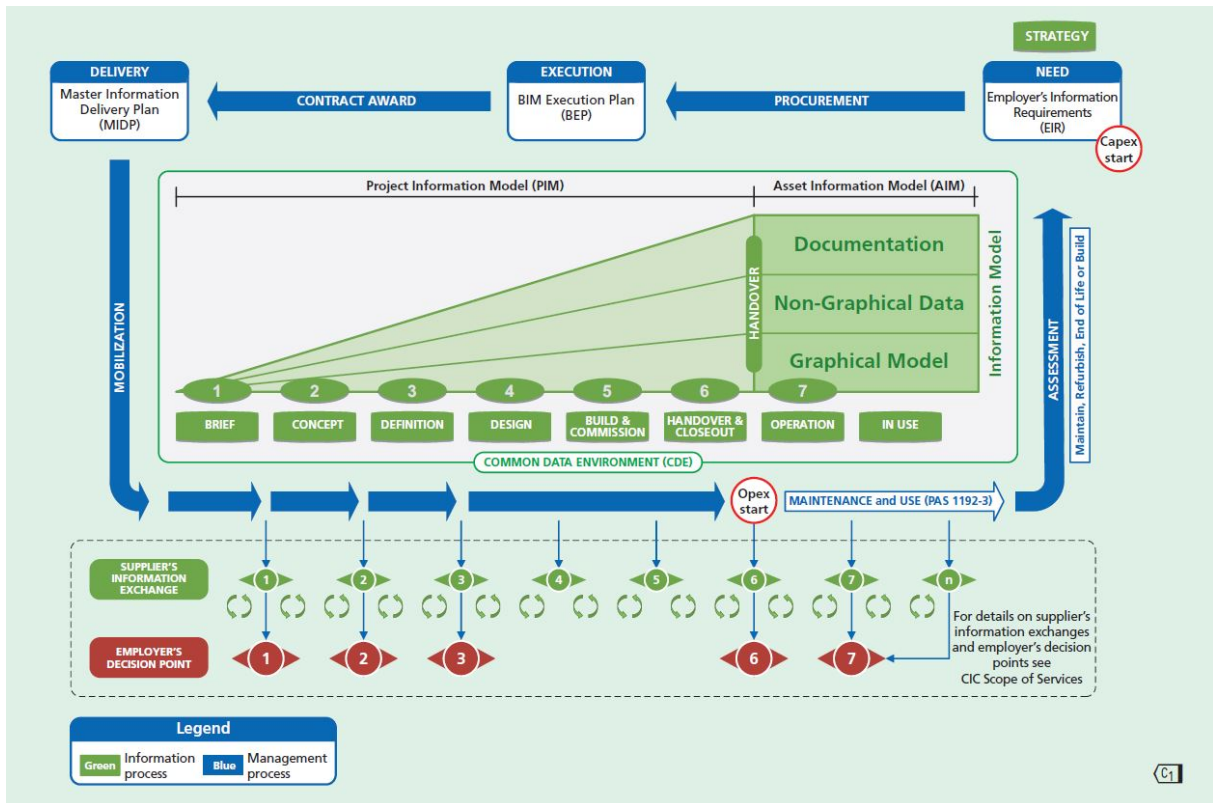 STRATEGY
DELIVERY
Master Information
Delivery Plan
(MIDP)
CONTRACT AWARD
EXECUTION
BIM Execution Plan
(BEP)
PROCUREMENT
NEED
Employer's Information
Requirements
(EIR)
Capex
start
Project Information Model (PIM)
Asset Information Model (AIM)
MOBILIZATION
HANDOVER
Documentation
Non-Graphical Data
Graphical Model
Information Model
ASSESSMENT
Maintain, Refurbish, End of Life or Build
1
2
3
4
5
6
7
BRIEF
CONCEPT
DEFINITION
DESIGN
BUILD &
COMMISSION
HANDOVER &
CLOSEOUT
OPERATION
IN USE
COMMON DATA ENVIRONMENT (CDE)
Opex
start
MAINTENANCE and USE (PAS 1192-3)
SUPPLIER'S
INFORMATION
EXCHANGE
1
2
3
4
5
6
7
n
EMPLOYER'S
DECISION POINT
1
2
3
6
7
For details on supplier's
information exchanges
and employer's decision
points see
CIC Scope of Services
Legend
Green
Information
process
Blue
Management
process
C1